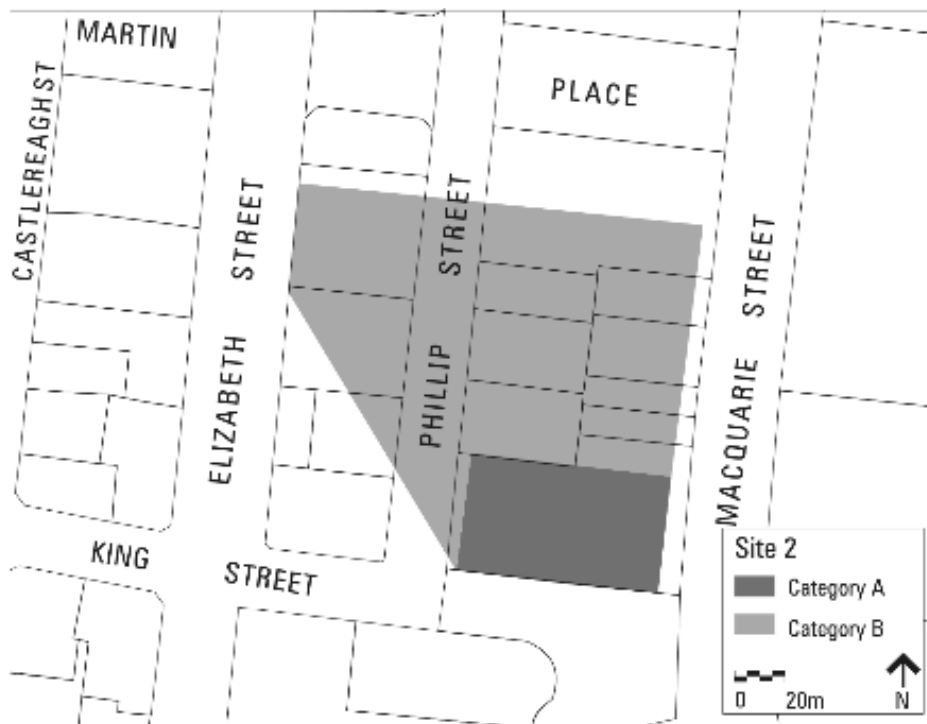 MARTIN
PLACE
CASTLEREAGH ST
STREET
ELIZABETH
STREET
PHILLIP
STREET
MACQUARIE
KING
STREET
Site 2
Category A
Category B
0 20m N